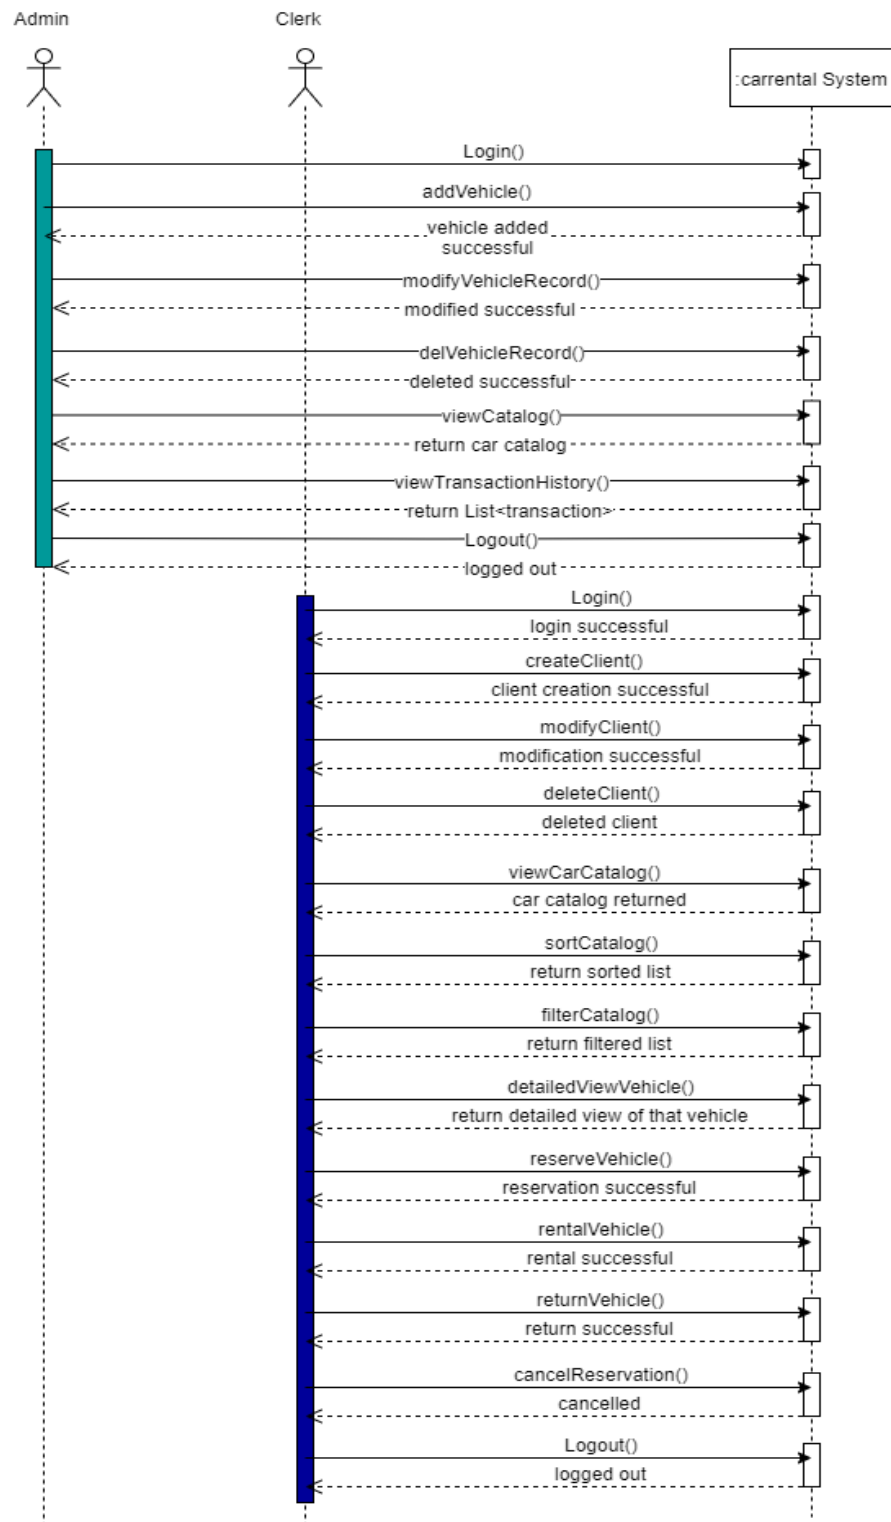 Admin
Clerk
:carrental System
Login()
addVehicle()
vehicle added
successful
modifyVehicleRecord()
modified successful
delVehicleRecord()
deleted successful
viewCatalog()
return car catalog
viewTransactionHistory()
return List<transaction>
Logout()
logged out
Login()
login successful
createClient()
client creation successful
modifyClient()
modification successful
deleteClient()
deleted client
viewCarCatalog()
car catalog returned
sortCatalog()
return sorted list
filterCatalog()
return filtered list
detailedViewVehicle()
return detailed view of that vehicle
reserveVehicle()
reservation successful
rentalVehicle()
rental successful
returnVehicle()
return successful
cancelReservation()
cancelled
Logout()
logged out